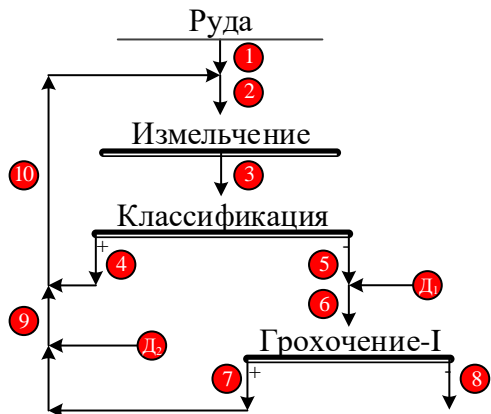 Руда
1
2
Измельчение
10
3
Классификация
+ -
4 5 Д₁
6
9
Д₂ Грохочение-I
7 + - 8